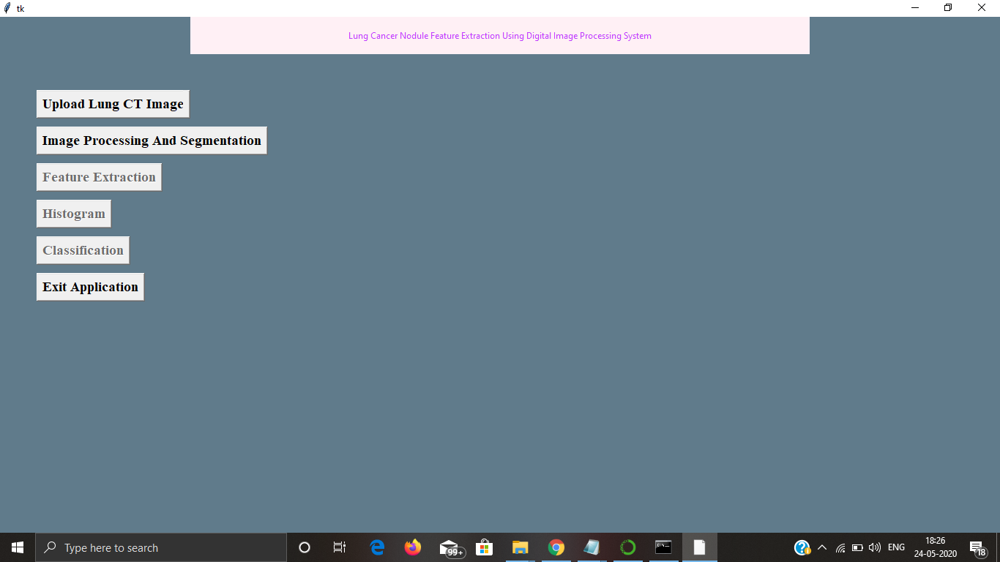 tk
Lung Cancer Nodule Feature Extraction Using Digital Image Processing System
Upload Lung CT Image
Image Processing And Segmentation
Feature Extraction
Histogram
Classification
Exit Application
Type here to search
99+
ENG
18:26
24-05-2020
18